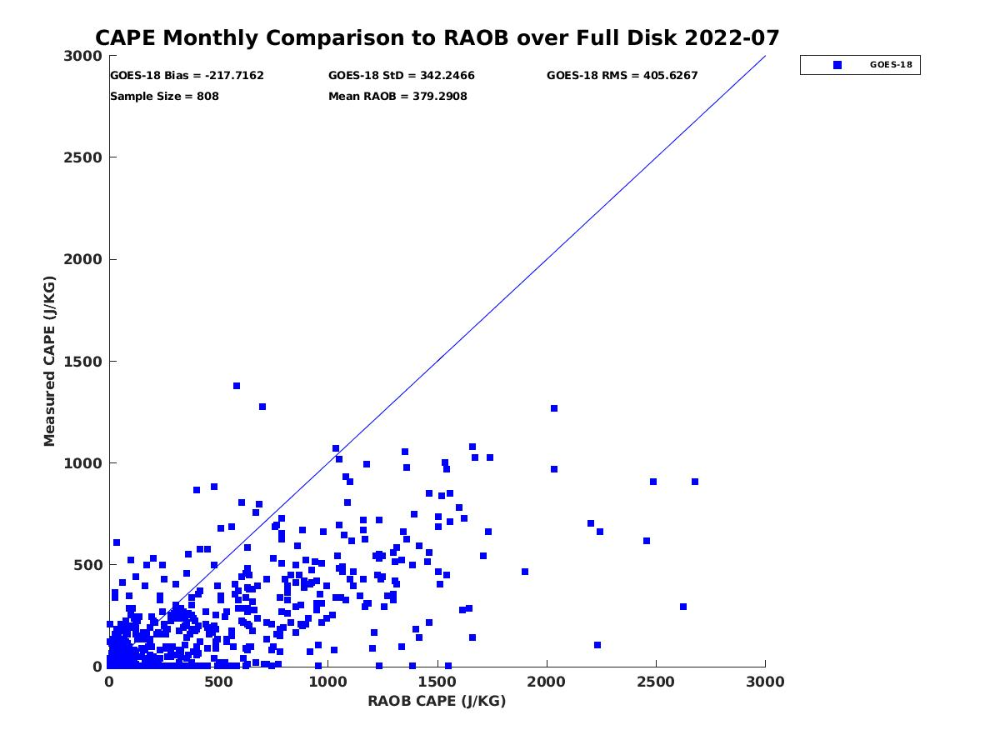 CAPE Monthly Comparison to RAOB over Full Disk 2022-07
GOES-18 Bias = -217.7162 GOES-18 StD = 342.2466 GOES-18 RMS = 405.6267
Sample Size = 808 Mean RAOB = 379.2908
GOES-18
Measured CAPE (J/KG)
3000
2500
2000
1500
1000
500
0
0 500 1000 1500 2000 2500 3000
RAOB CAPE (J/KG)